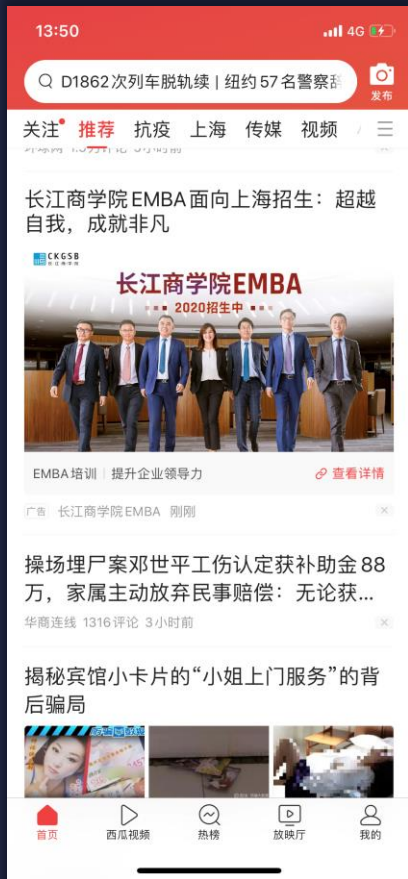 13:50
4G
D1862次列车脱轨续 | 纽约57名警察辞
发布
关注 推荐 抗疫 上海 传媒 视频
长江商学院EMBA面向上海招生：超越
自我，成就非凡
CKGSB
长江商学院
长江商学院EMBA
2020招生中
EMBA培训 | 提升企业领导力
查看详情
广告 长江商学院EMBA 刚刚
操场埋尸案邓世平工伤认定获补助金88
万，家属主动放弃民事赔偿：无论获...
华商连线 1316评论 3小时前
揭秘宾馆小卡片的“小姐上门服务”的背
后骗局
首页 西瓜视频 热榜 放映厅 我的